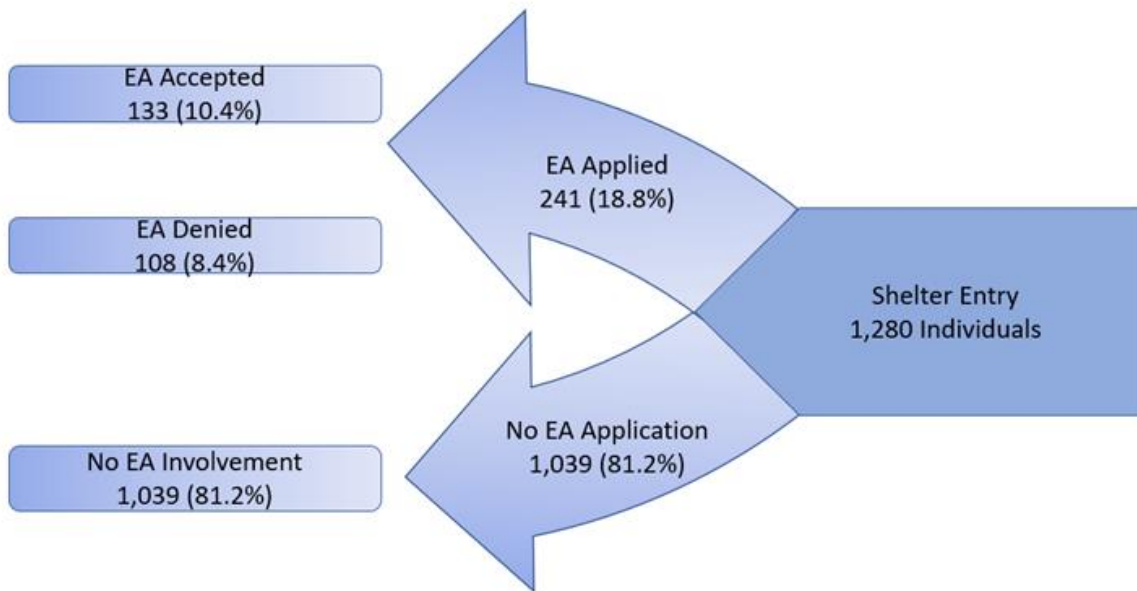 EA Accepted
133 (10.4%)
EA Applied
241 (18.8%)
EA Denied
108 (8.4%)
Shelter Entry
1,280 Individuals
No EA Application
1,039 (81.2%)
No EA Involvement
1,039 (81.2%)